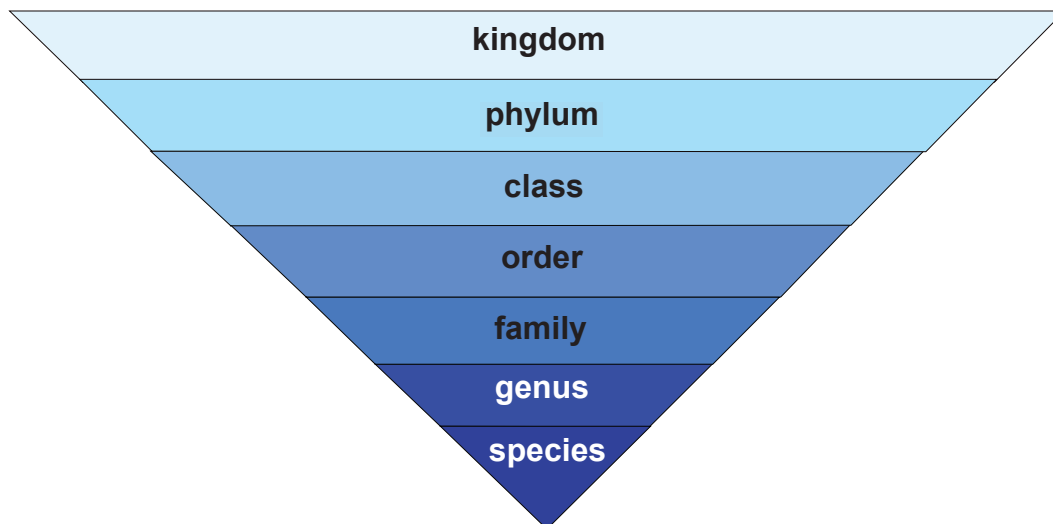 kingdom
phylum
class
order
family
genus
species